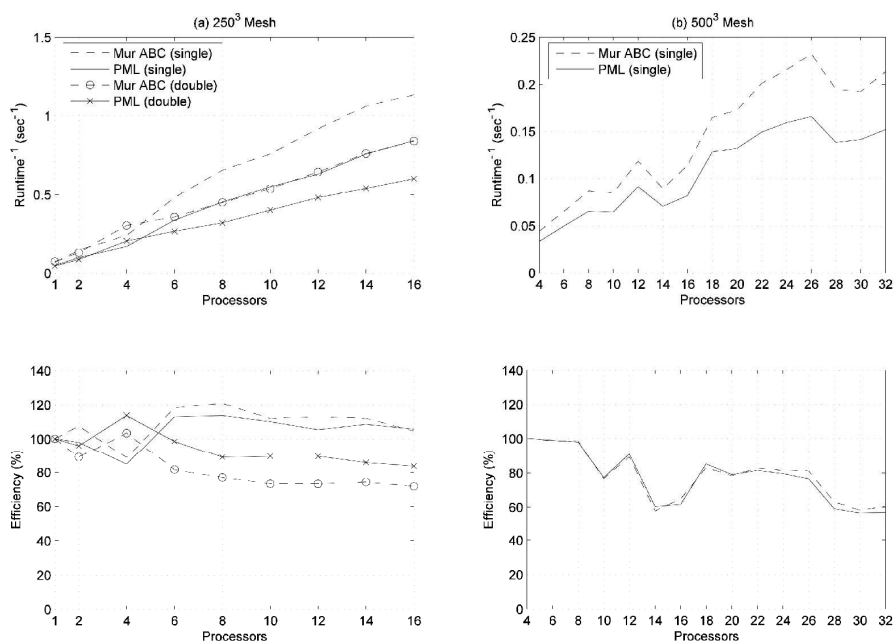 (a) 250³ Mesh
Runtime⁻¹ (sec⁻¹)
1.5
1
0.5
0
Mur ABC (single)
PML (single)
Mur ABC (double)
PML (double)
1 2 4 6 8 10 12 14 16
Processors
(b) 500³ Mesh
Runtime⁻¹ (sec⁻¹)
0.25
0.2
0.15
0.1
0.05
0
Mur ABC (single)
PML (single)
4 6 8 10 12 14 16 18 20 22 24 26 28 30 32
Processors
Efficiency (%)
140
120
100
80
60
40
20
0
1 2 4 6 8 10 12 14 16
Processors
Efficiency (%)
140
120
100
80
60
40
20
0
4 6 8 10 12 14 16 18 20 22 24 26 28 30 32
Processors